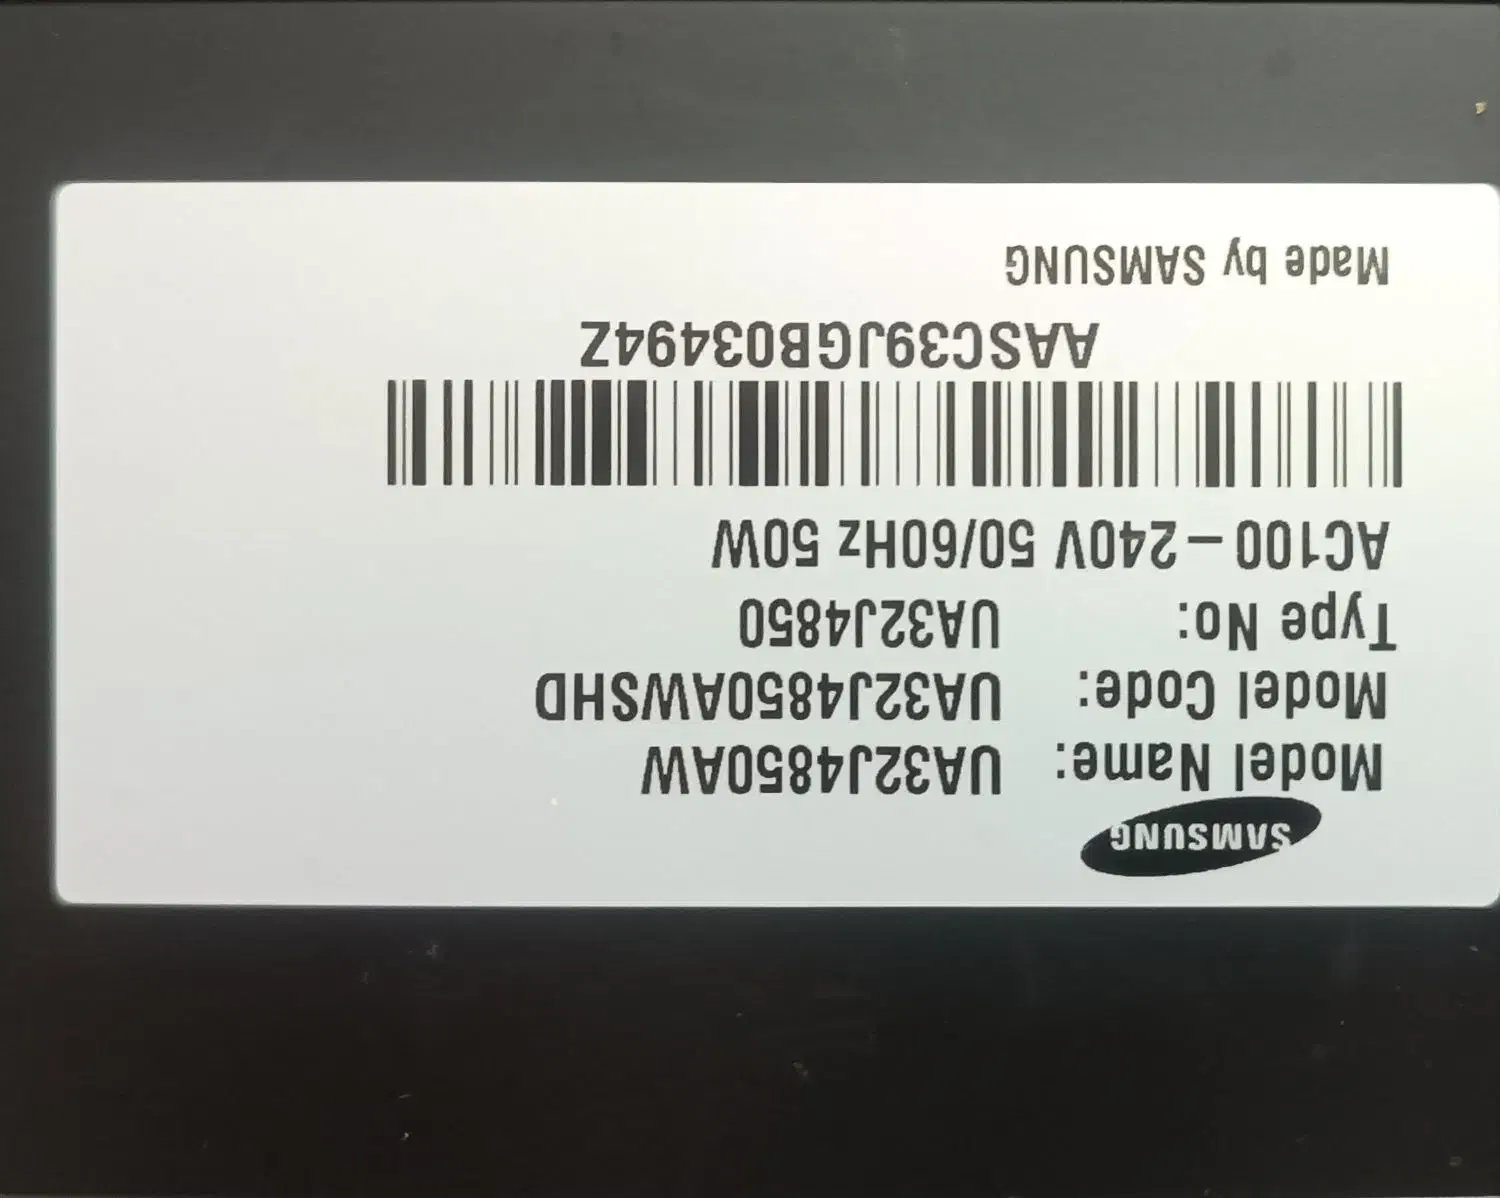 SAMSUNG
Model Name: UA32J4850AW
Model Code: UA32J4850AWSHD
Type No: UA32J4850
AC100-240V 50/60Hz 50W
AASC39JGB03494Z
Made by SAMSUNG